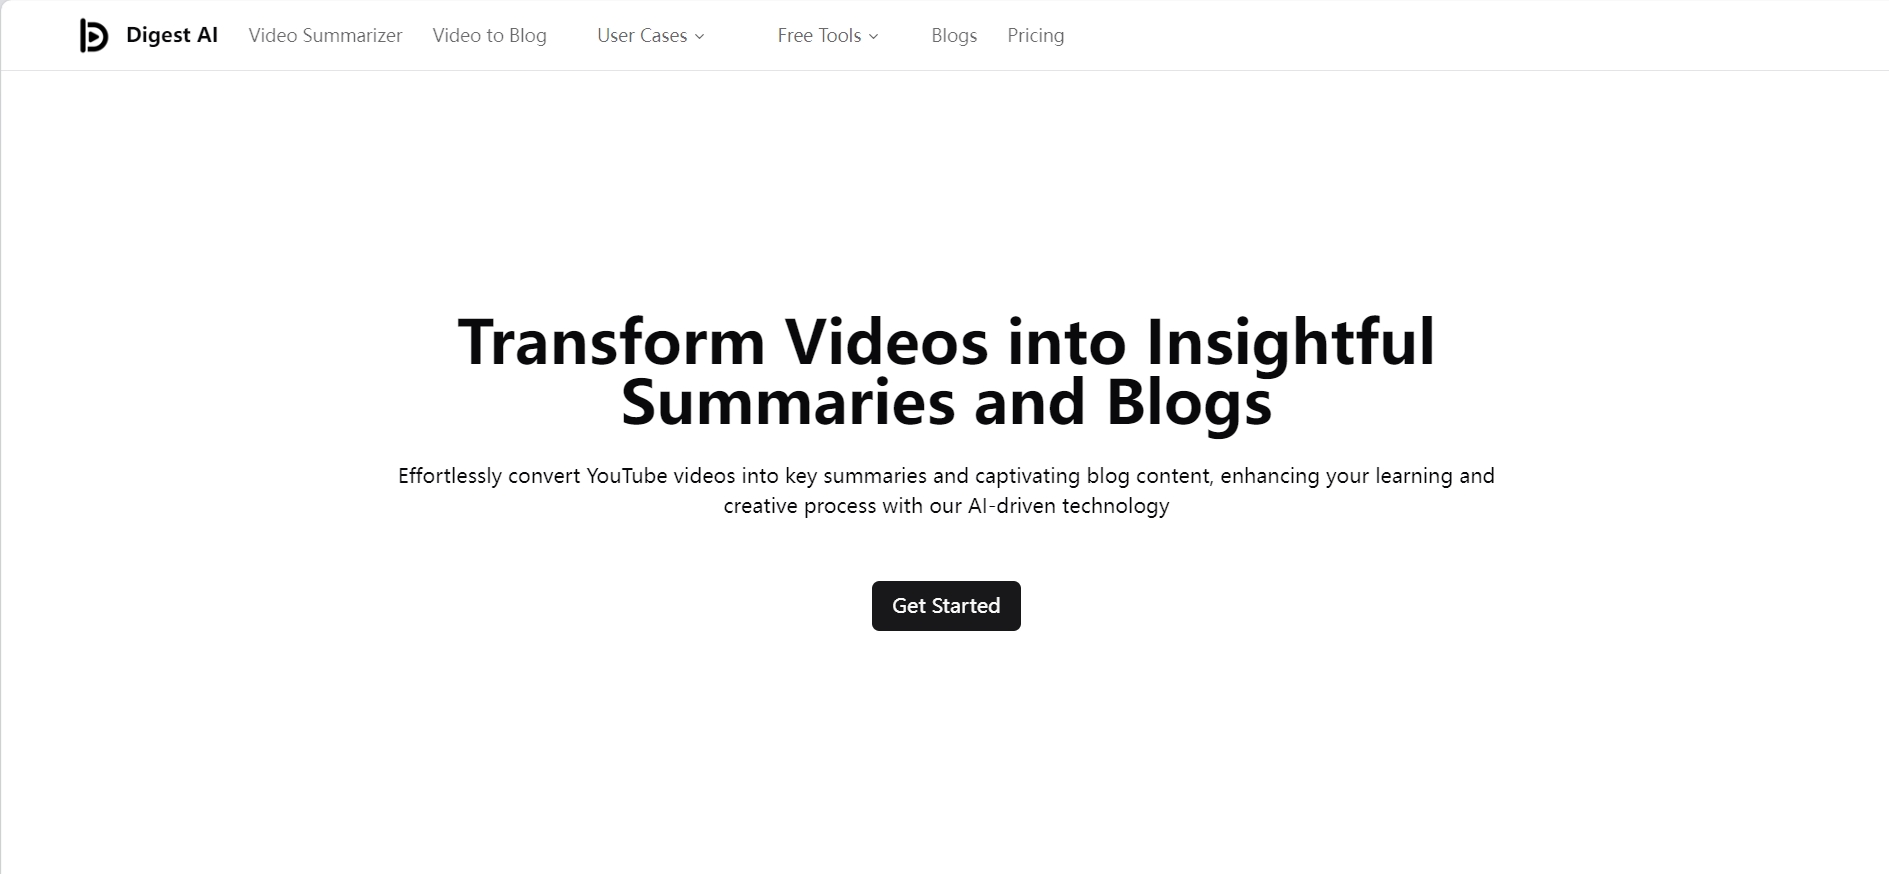 Digest AI Video Summarizer Video to Blog User Cases Free Tools Blogs Pricing
Transform Videos into Insightful
Summaries and Blogs
Effortlessly convert YouTube videos into key summaries and captivating blog content, enhancing your learning and
creative process with our AI-driven technology
Get Started